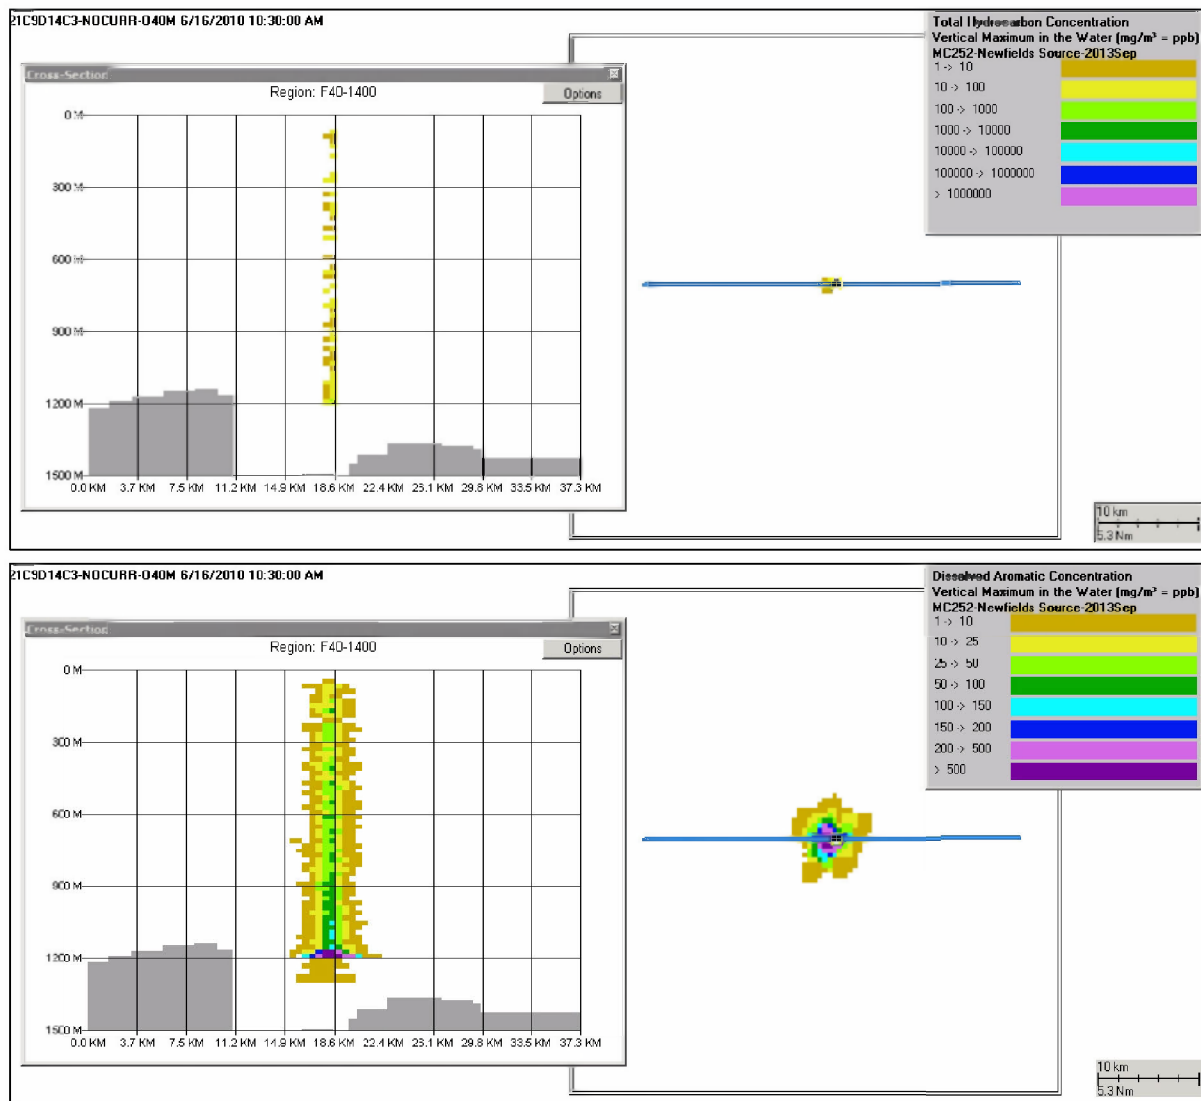 21C9D14C3-NOCURR-O40M 6/16/2010 10:30:00 AM
Total Hydrocarbon Concentration
Vertical Maximum in the Water (mg/m³ = ppb)
MC252-Newfields Source-2013Sep
1 -> 10
10 -> 100
100 -> 1000
1000 -> 10000
10000 -> 100000
100000 -> 1000000
> 1000000
Cross-Section
Region: F40-1400
Options
0 M
300 M
600 M
900 M
1200 M
1500 M
0.0 KM 3.7 KM 7.5 KM 11.2 KM 14.9 KM 18.6 KM 22.4 KM 26.1 KM 29.8 KM 33.5 KM 37.3 KM
10 km
5.3 Nm
21C9D14C3-NOCURR-O40M 6/16/2010 10:30:00 AM
Dissolved Aromatic Concentration
Vertical Maximum in the Water (mg/m³ = ppb)
MC252-Newfields Source-2013Sep
1 -> 10
10 -> 25
25 -> 50
50 -> 100
100 -> 150
150 -> 200
200 -> 500
> 500
Cross-Section
Region: F40-1400
Options
0 M
300 M
600 M
900 M
1200 M
1500 M
0.0 KM 3.7 KM 7.5 KM 11.2 KM 14.9 KM 18.6 KM 22.4 KM 26.1 KM 29.8 KM 33.5 KM 37.3 KM
10 km
5.3 Nm